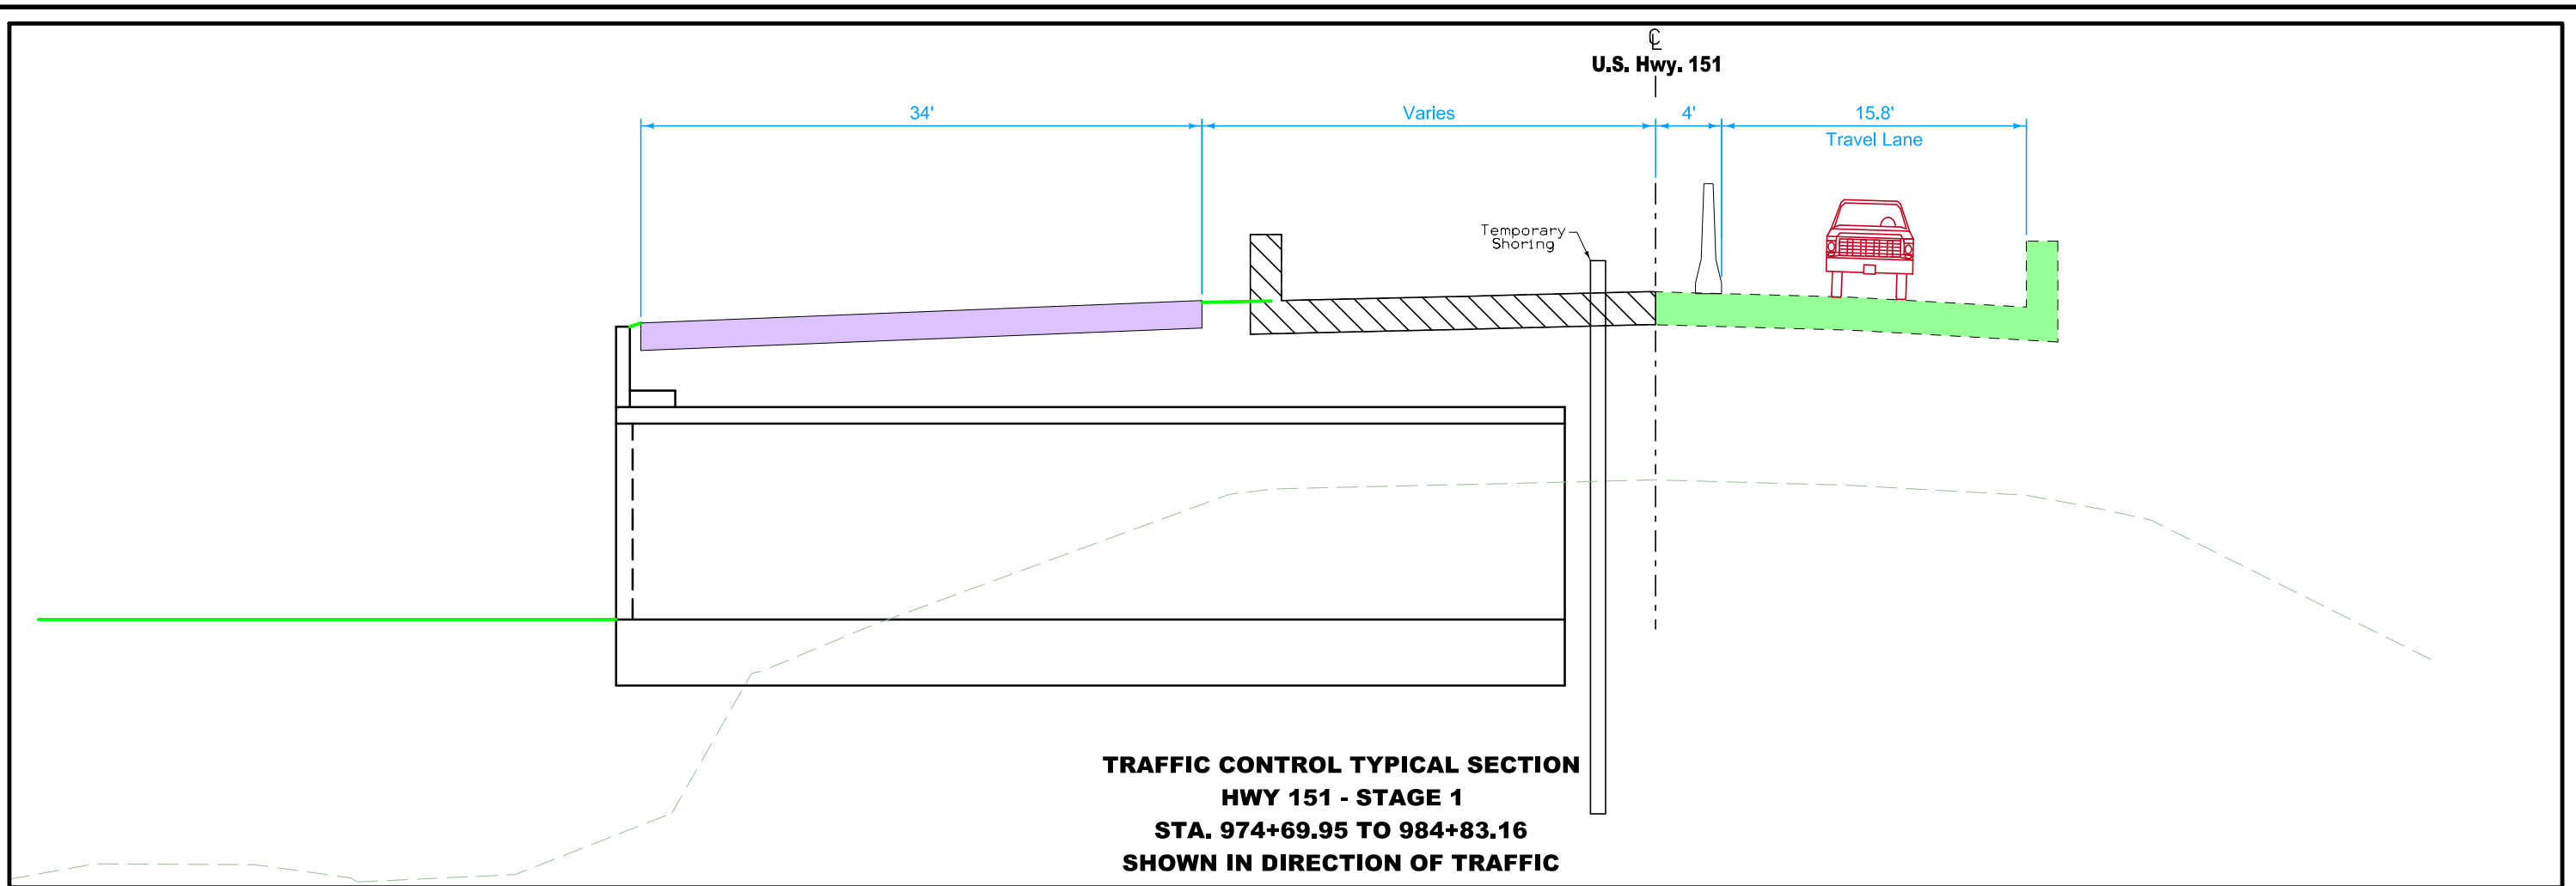 ℄
U.S. Hwy. 151
34'
Varies
4'
15.8'
Travel Lane
Temporary
Shoring
TRAFFIC CONTROL TYPICAL SECTION
HWY 151 - STAGE 1
STA. 974+69.95 TO 984+83.16
SHOWN IN DIRECTION OF TRAFFIC